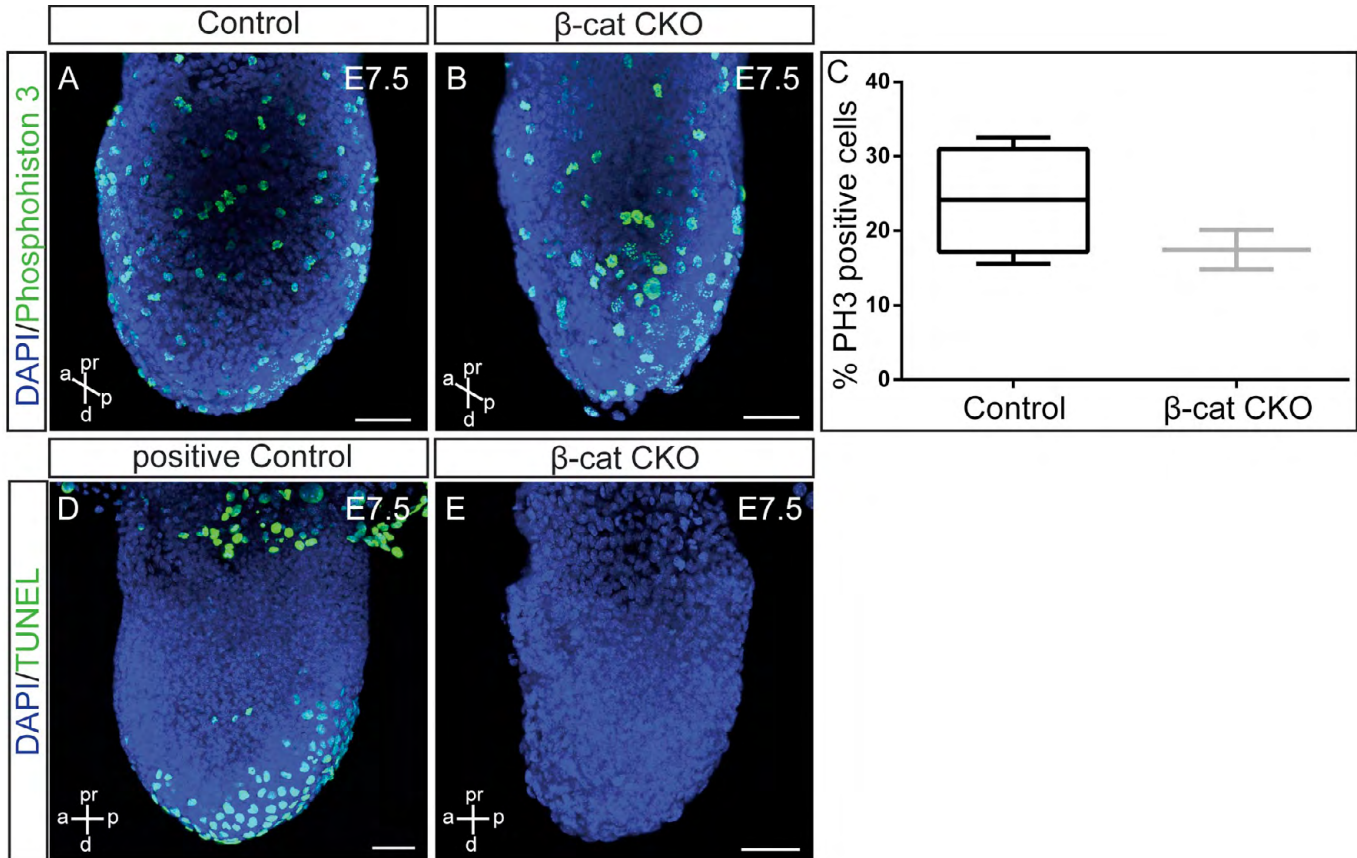 Control
β-cat CKO
DAPI/Phosphohiston 3
A
E7.5
a
pr
p
d
B
E7.5
a
pr
p
d
C
% PH3 positive cells
40
30
20
10
0
Control
β-cat CKO
positive Control
β-cat CKO
DAPI/TUNEL
D
E7.5
pr
a
p
d
E
E7.5
pr
a
p
d